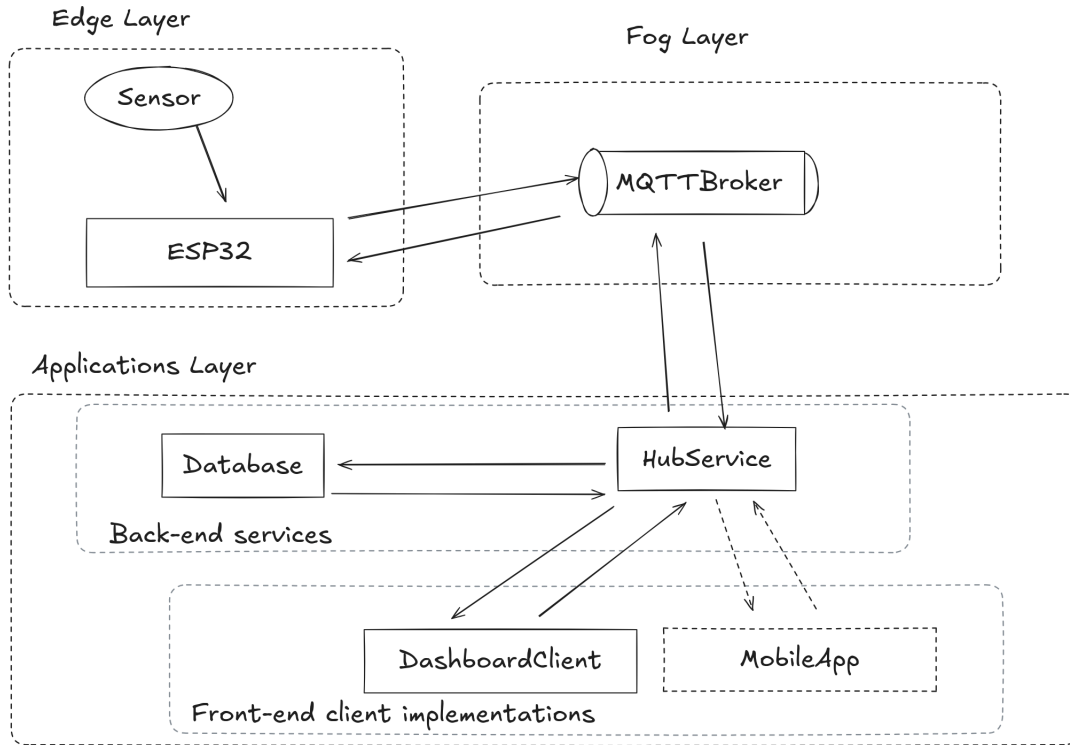 Edge Layer
Fog Layer
Sensor
MQTTBroker
ESP32
Applications Layer
Database
HubService
Back-end services
DashboardClient
MobileApp
Front-end client implementations